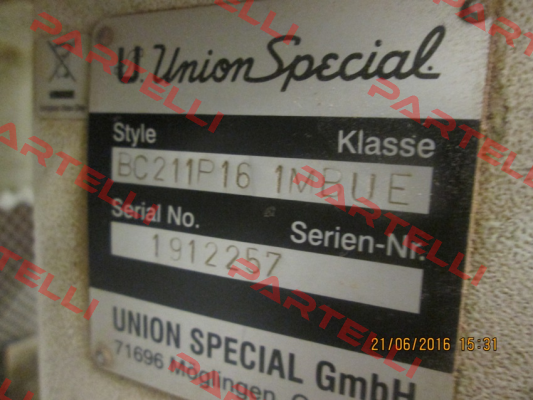 U. Union Special
Style Klasse
BC211P16 1MBUE
Serial No. Serien-Nr.
1912257
UNION SPECIAL GmbH
71696 Möglingen,
21/06/2016 15:31
PARTELLI
PARTELLI
PARTELLI
PARTELLI
PARTELLI